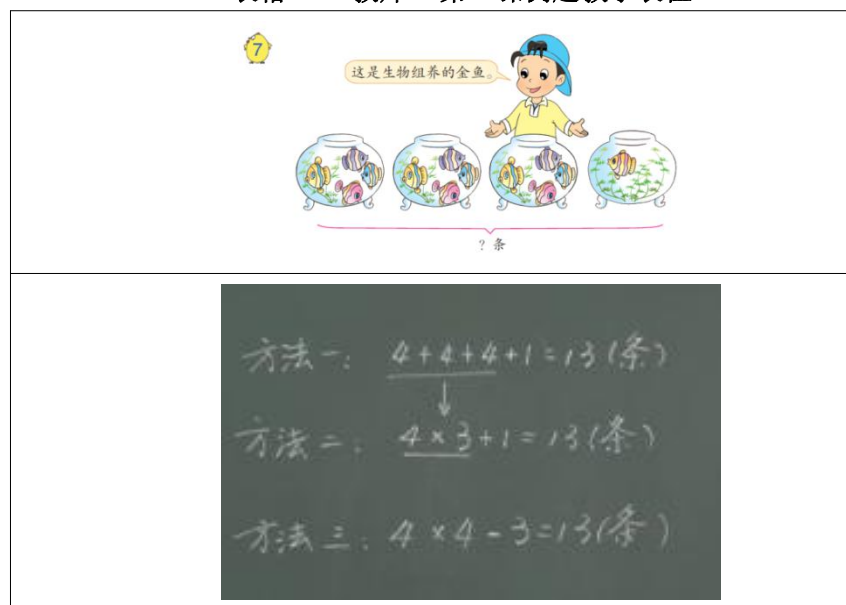 7
这是生物组养的金鱼。
? 条
方法一: 4+4+4+1=13(条)
方法二: 4×3+1=13(条)
方法三: 4×4-3=13(条)